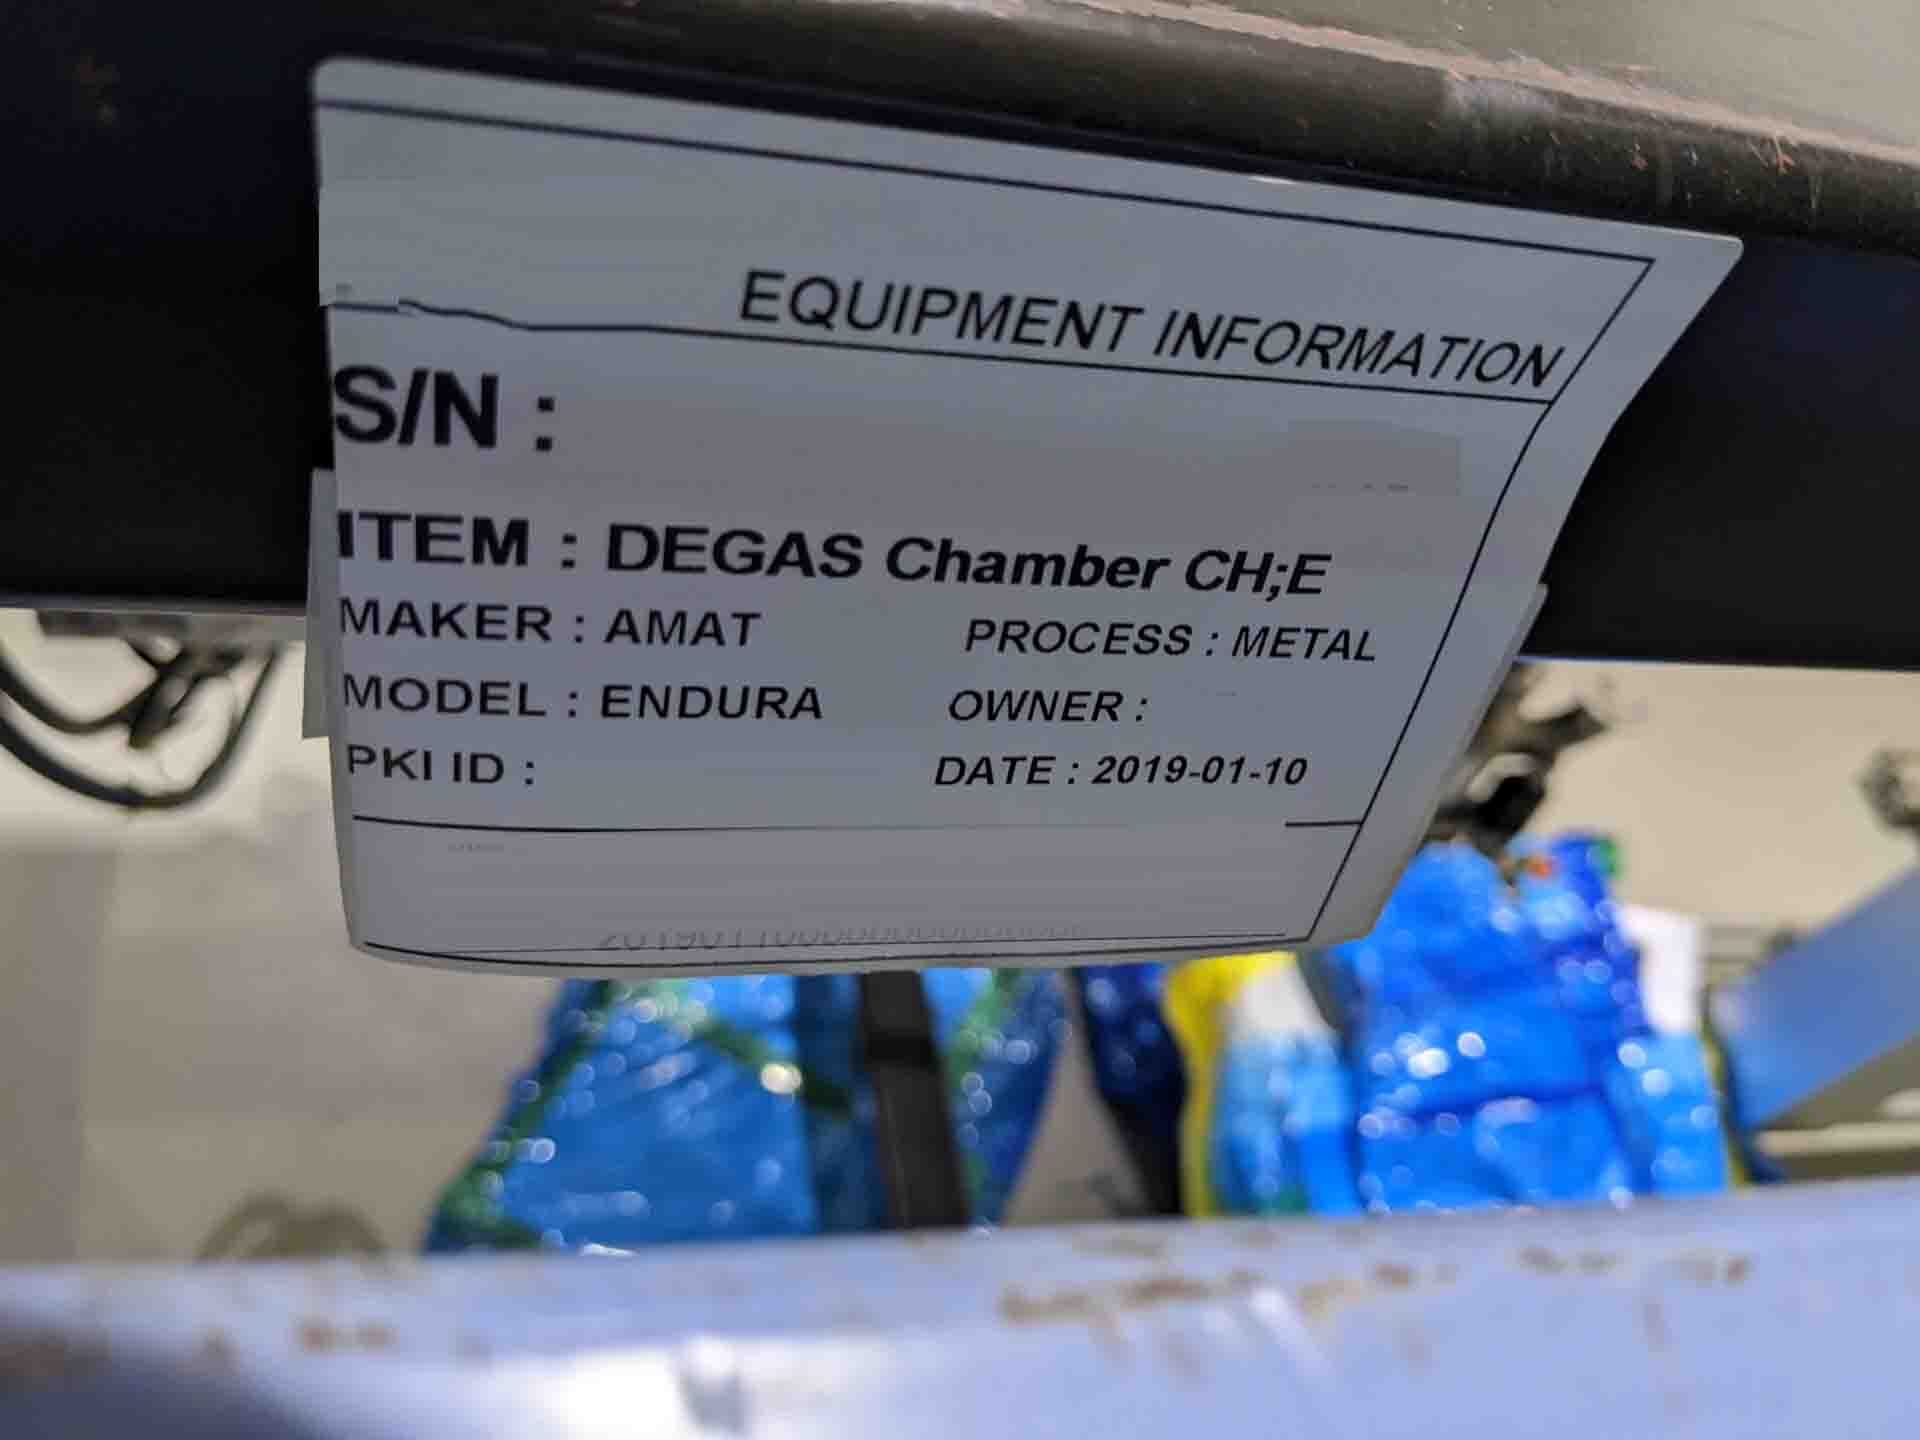 EQUIPMENT INFORMATION
S/N :
ITEM : DEGAS Chamber CH;E
MAKER : AMAT PROCESS : METAL
MODEL : ENDURA OWNER :
PKI ID : DATE : 2019-01-10